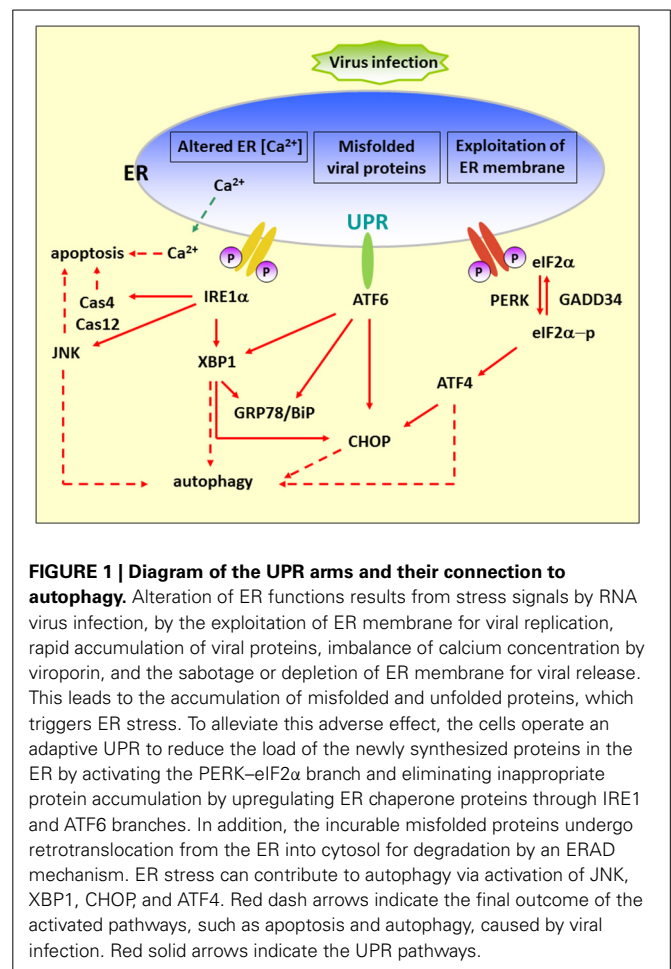 Virus infection
Altered ER [Ca²⁺]
Misfolded
viral proteins
Exploitation of
ER membrane
ER
Ca²⁺
UPR
apoptosis
Ca²⁺
P
P
P
P
eIF2α
Cas4
Cas12
IRE1α
ATF6
PERK
GADD34
JNK
eIF2α–p
XBP1
ATF4
GRP78/BiP
CHOP
autophagy
FIGURE 1 | Diagram of the UPR arms and their connection to
autophagy. Alteration of ER functions results from stress signals by RNA
virus infection, by the exploitation of ER membrane for viral replication,
rapid accumulation of viral proteins, imbalance of calcium concentration by
viroporin, and the sabotage or depletion of ER membrane for viral release.
This leads to the accumulation of misfolded and unfolded proteins, which
triggers ER stress. To alleviate this adverse effect, the cells operate an
adaptive UPR to reduce the load of the newly synthesized proteins in the
ER by activating the PERK–eIF2α branch and eliminating inappropriate
protein accumulation by upregulating ER chaperone proteins through IRE1
and ATF6 branches. In addition, the incurable misfolded proteins undergo
retrotranslocation from the ER into cytosol for degradation by an ERAD
mechanism. ER stress can contribute to autophagy via activation of JNK,
XBP1, CHOP, and ATF4. Red dash arrows indicate the final outcome of the
activated pathways, such as apoptosis and autophagy, caused by viral
infection. Red solid arrows indicate the UPR pathways.